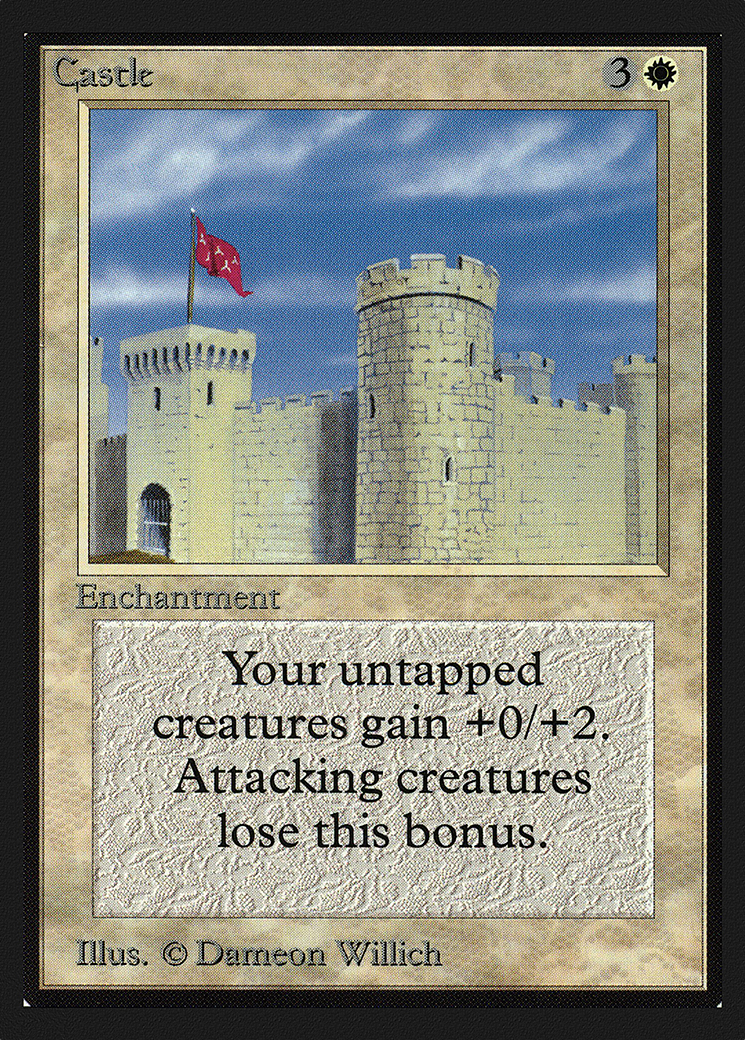 Castle 3
Enchantment
Your untapped
creatures gain +0/+2.
Attacking creatures
lose this bonus.
Illus. © Dameon Willich